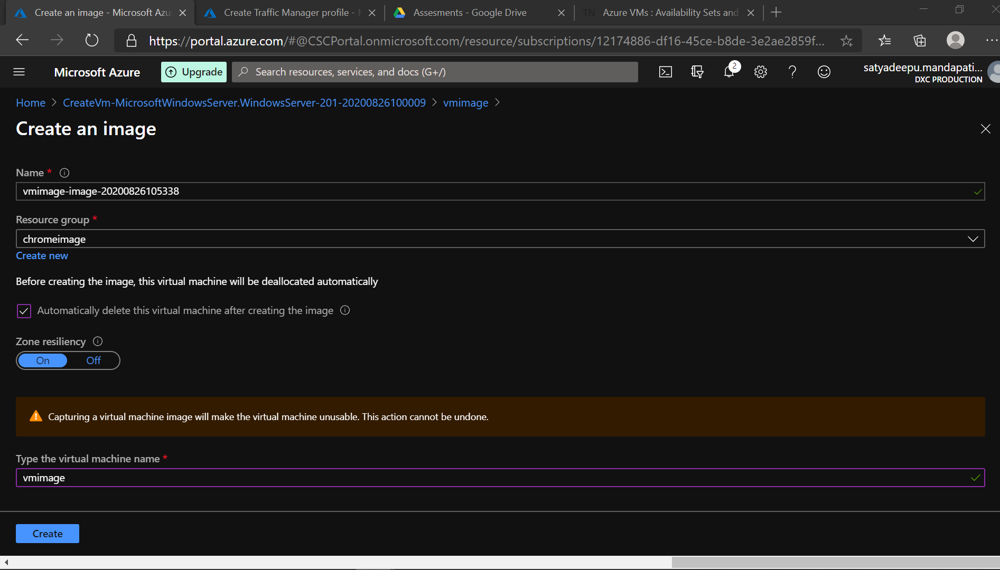 Create an image - Microsoft Azu
Create Traffic Manager profile -
Assesments - Google Drive
TN Azure VMs : Availability Sets and
https://portal.azure.com/#@CSCPortal.onmicrosoft.com/resource/subscriptions/12174886-df16-45ce-b8de-3e2ae2859f...
Microsoft Azure
Upgrade
Search resources, services, and docs (G+/)
2
satyadeepu.mandapati...
DXC PRODUCTION
Home > CreateVm-MicrosoftWindowsServer.WindowsServer-201-20200826100009 > vmimage >
Create an image
Name *
vmimage-image-20200826105338
Resource group *
chromeimage
Create new
Before creating the image, this virtual machine will be deallocated automatically
Automatically delete this virtual machine after creating the image
Zone resiliency
On Off
Capturing a virtual machine image will make the virtual machine unusable. This action cannot be undone.
Type the virtual machine name *
vmimage
Create